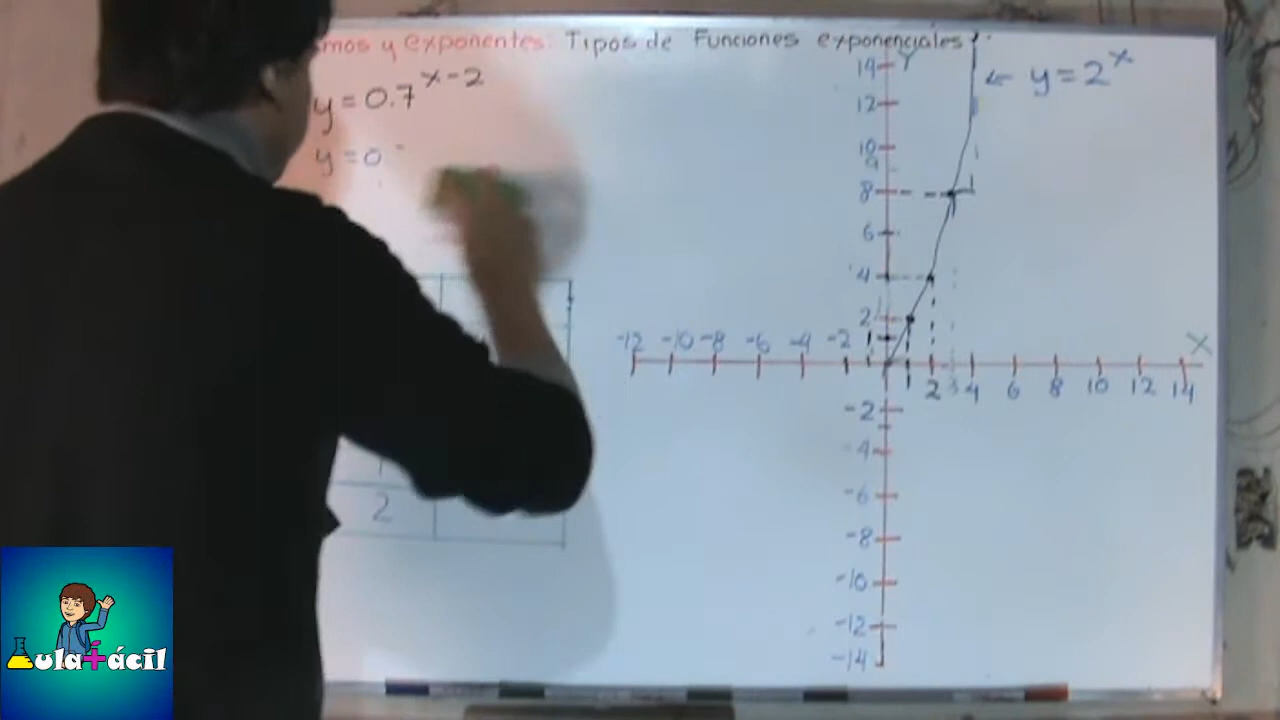 mos y exponentes. Tipos de Funciones exponenciales
y = 0.7^x-2
y = 0
← y = 2^x
Y
14
12
10
8
6
4
2
-12 -10 -8 -6 -4 -2
X
1 2 3 4 6 8 10 12 14
-2
-4
-6
-8
-10
-12
-14
2
Aula+ácil